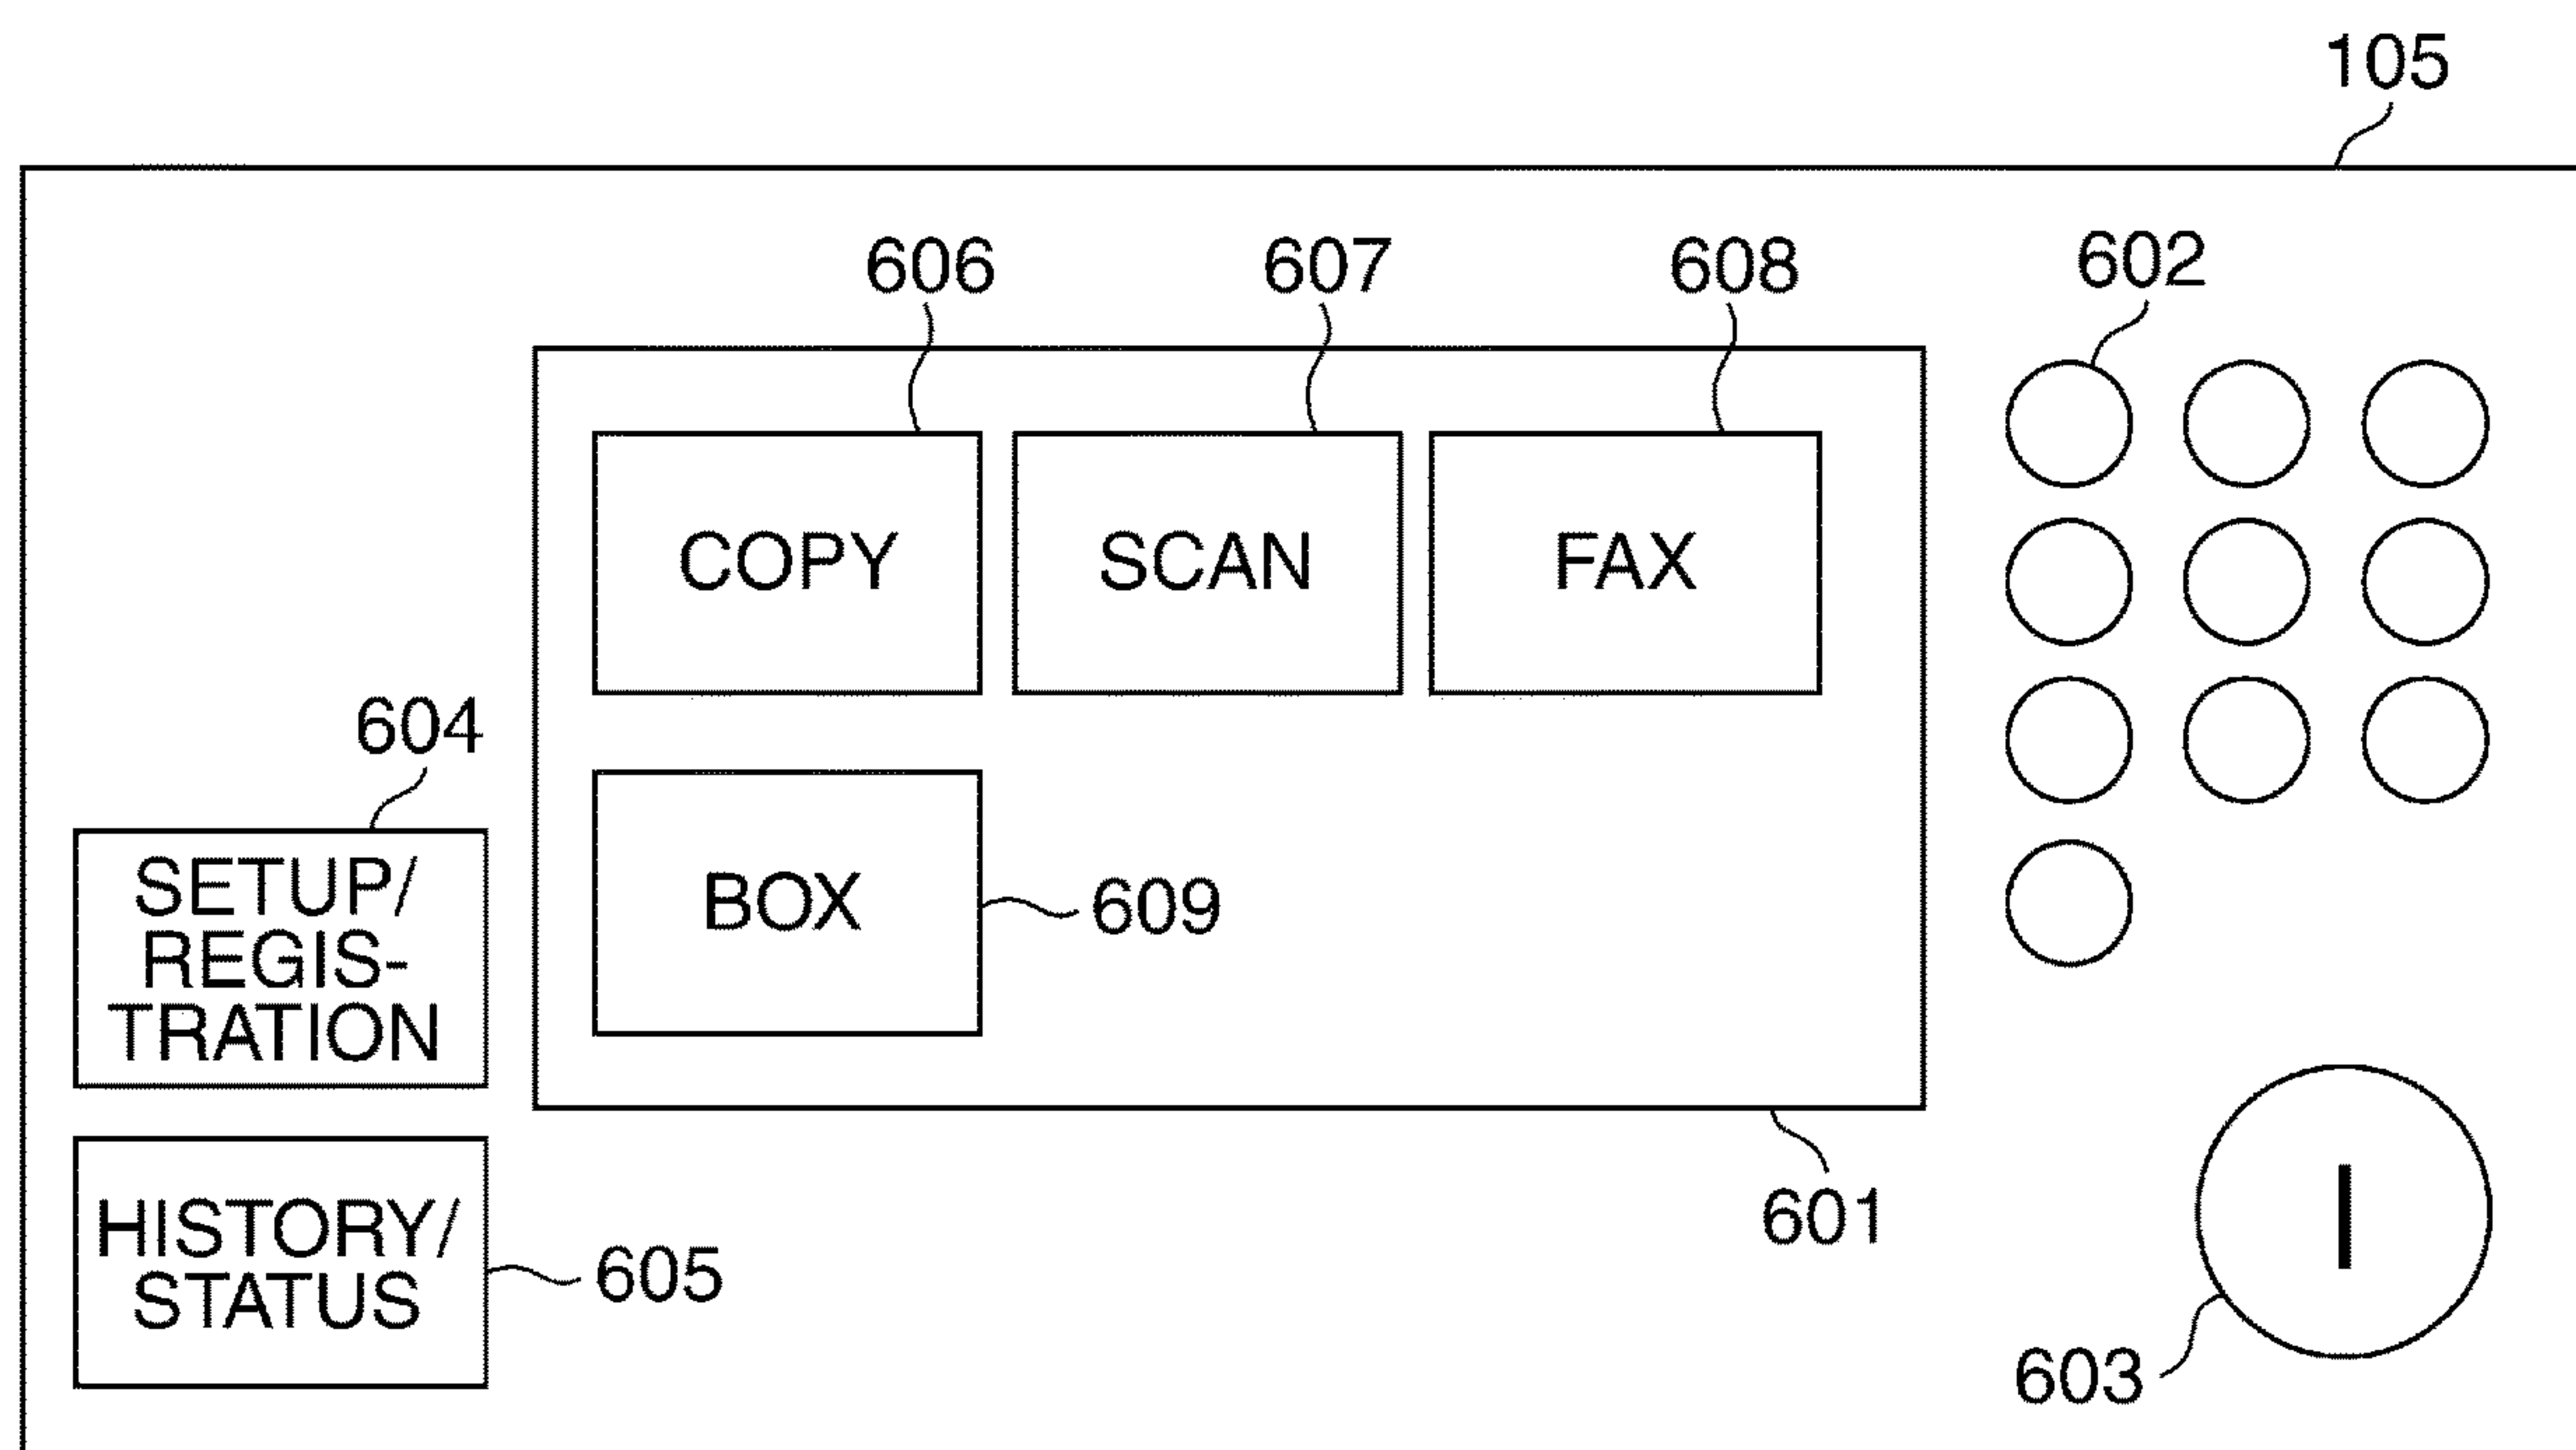 105
606
607
608
602
COPY
SCAN
FAX
604
SETUP/
REGIS-
TRATION
BOX
609
HISTORY/
STATUS
605
601
603